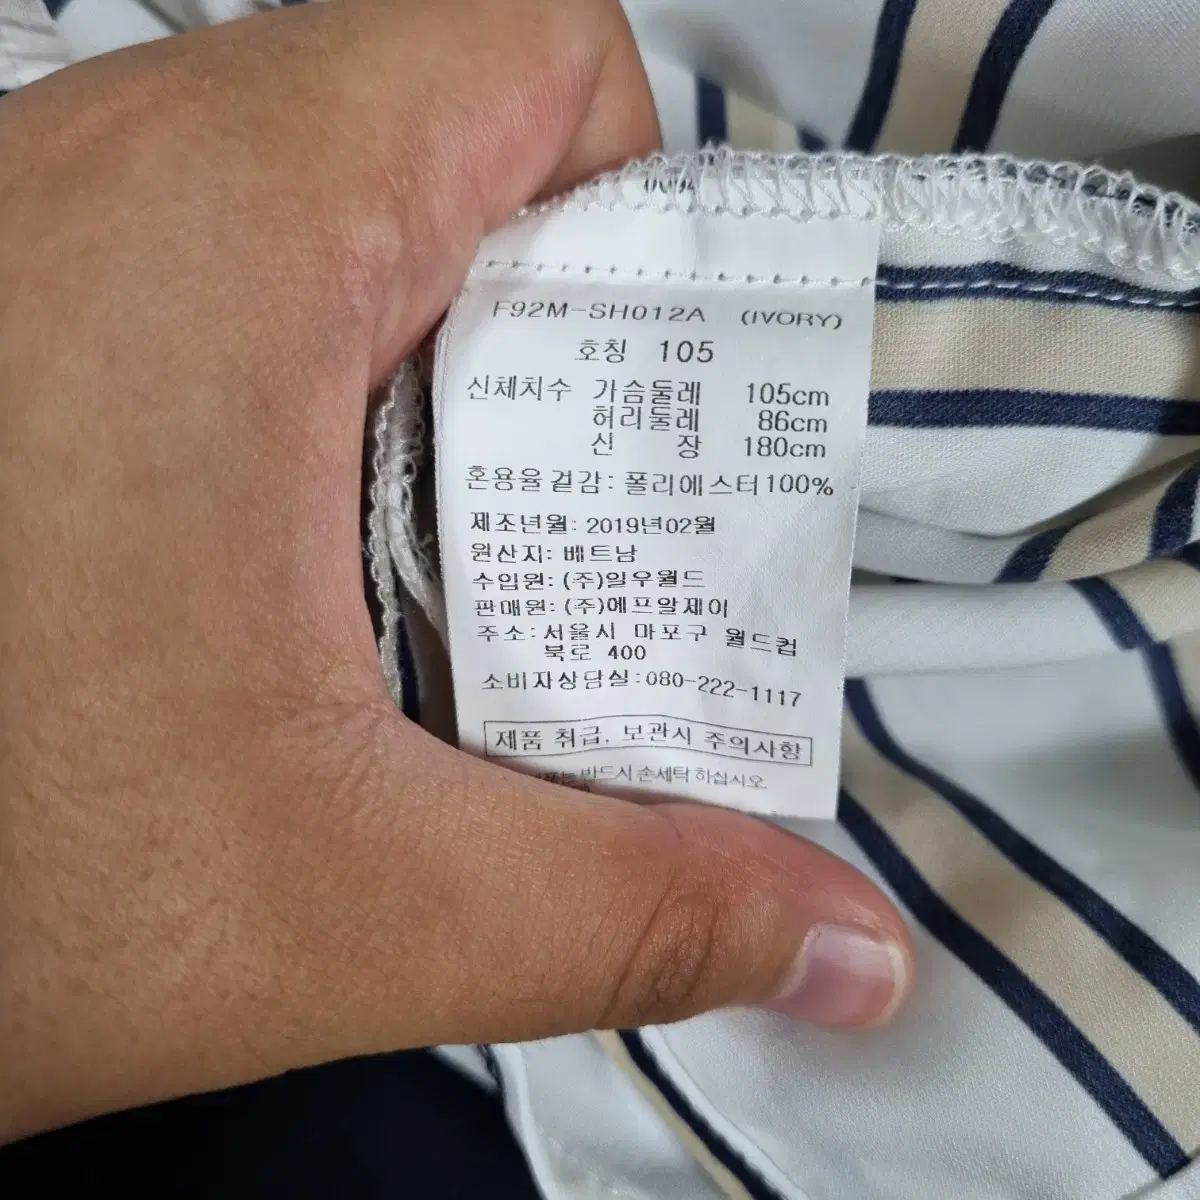 F92M-SH012A (IVORY)
호칭 105
신체치수 가슴둘레 105cm
허리둘레 86cm
신 장 180cm
혼용율 겉감: 폴리에스터100%
제조년월: 2019년02월
원산지: 베트남
수입원: (주)일우월드
판매원: (주)에프알제이
주소: 서울시 마포구 월드컵
북로 400
소비자상담실:080-222-1117
제품 취급, 보관시 주의사항
반드시 손세탁 하십시오.